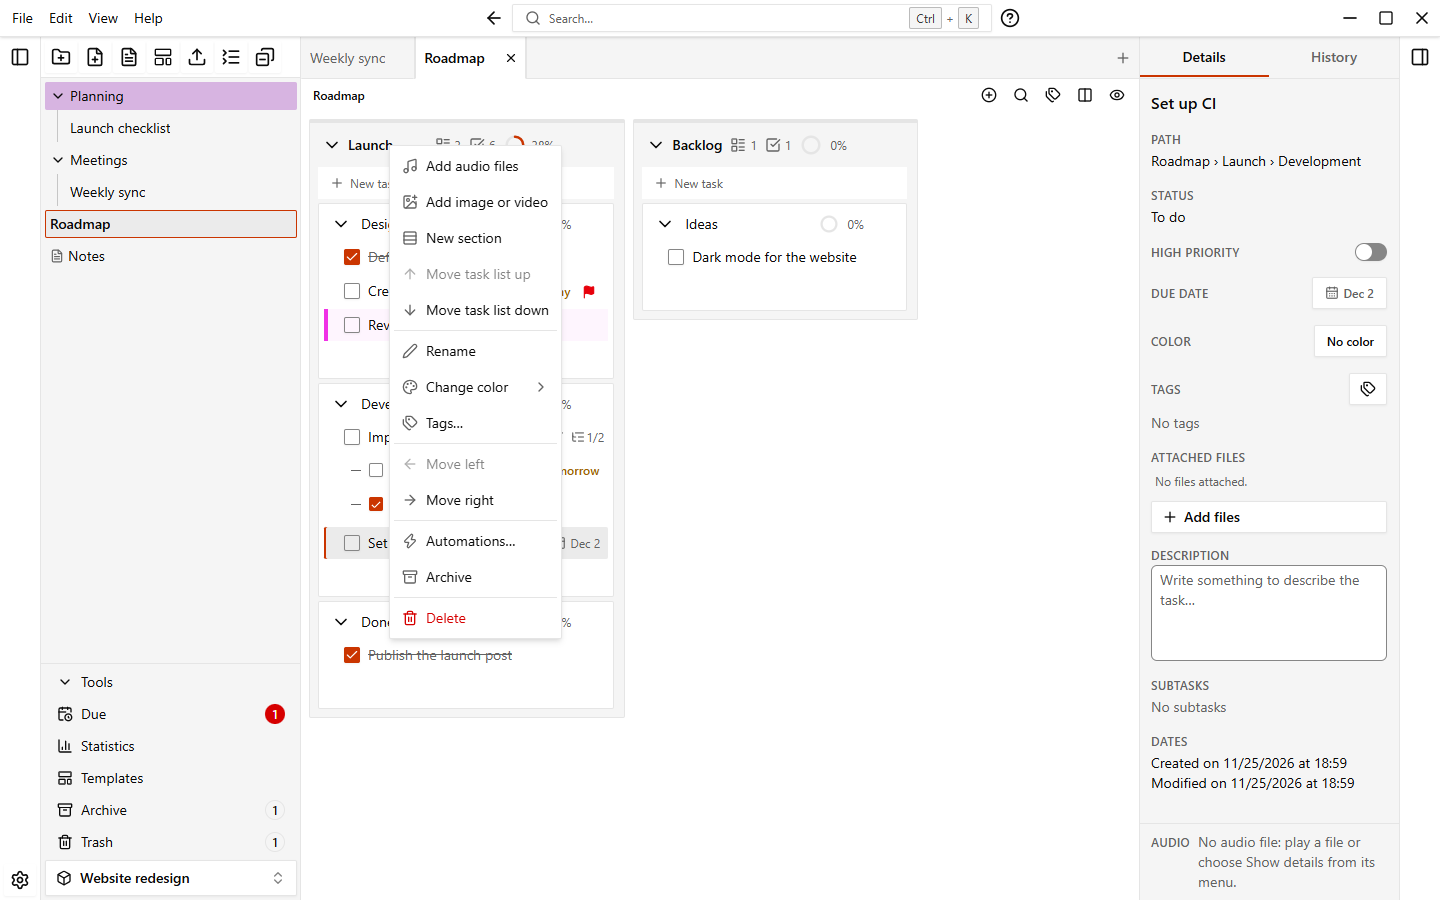 File Edit View Help
Search...
Ctrl + K
Planning
Launch checklist
Meetings
Weekly sync
Roadmap
Notes
Tools
Due 1
Statistics
Templates
Archive 1
Trash 1
Website redesign
Weekly sync
Roadmap
Roadmap
Launch
New
Add audio files
Add image or video
New section
Move task list up
Move task list down
Rename
Change color
Tags...
Move left
Move right
Automations...
Archive
Delete
1/2
Set
Dec 2
Publish the launch post
Backlog 1 1 0%
New task
Ideas 0%
Dark mode for the website
Details
History
Set up CI
PATH
Roadmap › Launch › Development
STATUS
To do
HIGH PRIORITY
DUE DATE
Dec 2
COLOR
No color
TAGS
No tags
ATTACHED FILES
No files attached.
Add files
DESCRIPTION
Write something to describe the
task...
SUBTASKS
No subtasks
DATES
Created on 11/25/2026 at 18:59
Modified on 11/25/2026 at 18:59
AUDIO
No audio file: play a file or
choose Show details from its
menu.